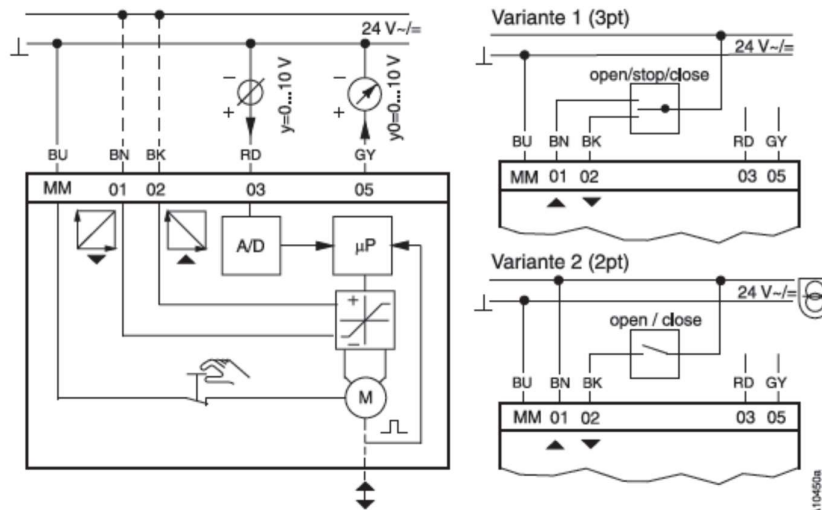 24 V~/=
⊥
y=0...10 V
y0=0...10 V
− + − +
BU BN BK RD GY
MM 01 02 03 05
A/D µP
+
−
M
Variante 1 (3pt)
24 V~/=
⊥
open/stop/close
BU BN BK RD GY
MM 01 02 03 05
Variante 2 (2pt)
24 V~/=
⊥
open / close
BU BN BK RD GY
MM 01 02 03 05